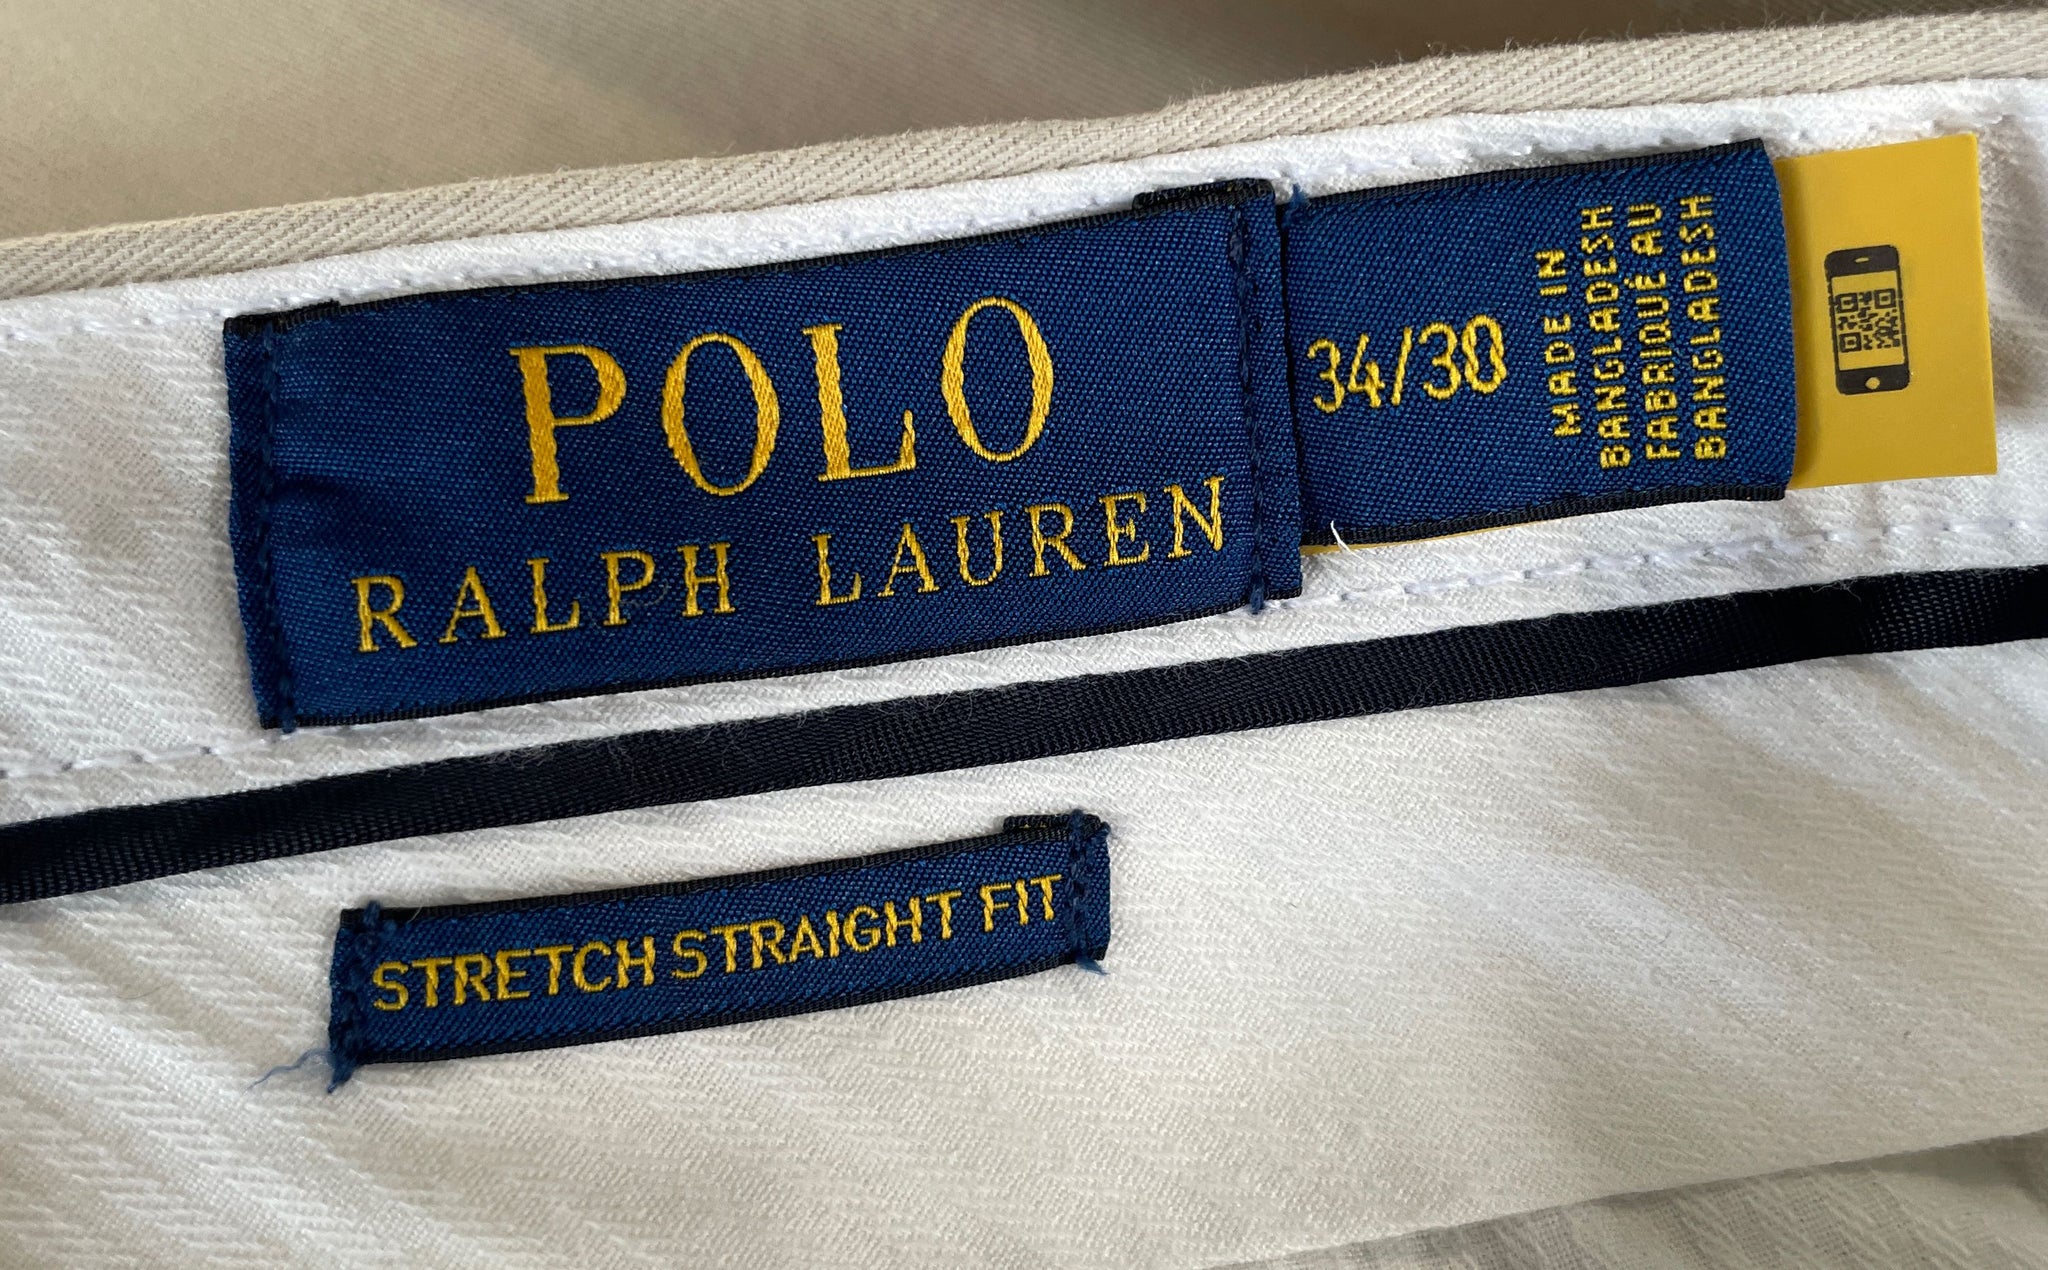 POLO
RALPH LAUREN
34/30
MADE IN
BANGLADESH
FABRIQUÉ AU
BANGLADESH
STRETCH STRAIGHT FIT